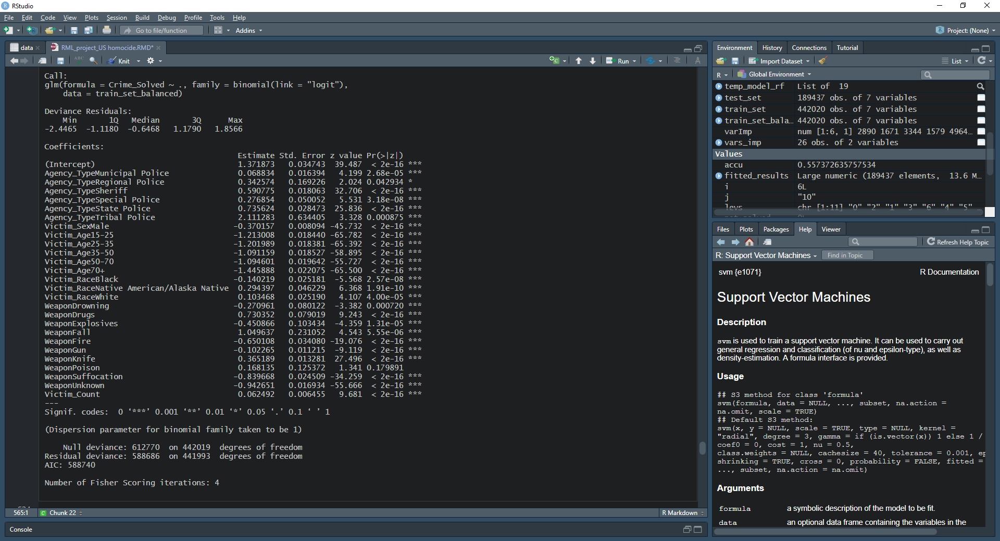 RStudio
File Edit Code View Plots Session Build Debug Profile Tools Help
Go to file/function Addins Project: (None)
data RML_project_US homocide.RMD*
ABC Knit Run
Call:
glm(formula = Crime_Solved ~ ., family = binomial(link = "logit"),
data = train_set_balanced)
Deviance Residuals:
Min 1Q Median 3Q Max
-2.4465 -1.1180 -0.6468 1.1790 1.8566
Coefficients:
Estimate Std. Error z value Pr(>|z|)
(Intercept) 1.371873 0.034743 39.487 < 2e-16 ***
Agency_TypeMunicipal Police 0.068834 0.016394 4.199 2.68e-05 ***
Agency_TypeRegional Police 0.342574 0.169226 2.024 0.042934 *
Agency_TypeSheriff 0.590775 0.018063 32.706 < 2e-16 ***
Agency_TypeSpecial Police 0.276854 0.050052 5.531 3.18e-08 ***
Agency_TypeState Police 0.735624 0.028473 25.836 < 2e-16 ***
Agency_TypeTribal Police 2.111283 0.634405 3.328 0.000875 ***
Victim_SexMale -0.370157 0.008094 -45.732 < 2e-16 ***
Victim_Age15-25 -1.213008 0.018440 -65.782 < 2e-16 ***
Victim_Age25-35 -1.201989 0.018381 -65.392 < 2e-16 ***
Victim_Age35-50 -1.091159 0.018527 -58.895 < 2e-16 ***
Victim_Age50-70 -1.094601 0.019642 -55.727 < 2e-16 ***
Victim_Age70+ -1.445888 0.022075 -65.500 < 2e-16 ***
Victim_RaceBlack -0.140219 0.025181 -5.568 2.57e-08 ***
Victim_RaceNative American/Alaska Native 0.294397 0.046229 6.368 1.91e-10 ***
Victim_RaceWhite 0.103468 0.025190 4.107 4.00e-05 ***
WeaponDrowning -0.270961 0.080122 -3.382 0.000720 ***
WeaponDrugs 0.730352 0.079019 9.243 < 2e-16 ***
WeaponExplosives -0.450866 0.103434 -4.359 1.31e-05 ***
WeaponFall 1.049637 0.231052 4.543 5.55e-06 ***
WeaponFire -0.650108 0.034080 -19.076 < 2e-16 ***
WeaponGun -0.102265 0.011215 -9.119 < 2e-16 ***
WeaponKnife 0.365189 0.013281 27.496 < 2e-16 ***
WeaponPoison 0.168135 0.125372 1.341 0.179891
WeaponSuffocation -0.839668 0.024509 -34.259 < 2e-16 ***
WeaponUnknown -0.942651 0.016934 -55.666 < 2e-16 ***
Victim_Count 0.062492 0.006455 9.681 < 2e-16 ***
---
Signif. codes: 0 ‘***’ 0.001 ‘**’ 0.01 ‘*’ 0.05 ‘.’ 0.1 ‘ ’ 1
(Dispersion parameter for binomial family taken to be 1)
Null deviance: 612770 on 442019 degrees of freedom
Residual deviance: 588686 on 441993 degrees of freedom
AIC: 588740
Number of Fisher Scoring iterations: 4
565:1 C Chunk 22 R Markdown
Console
Environment History Connections Tutorial
Import Dataset List
R Global Environment
temp_model_rf List of 19
test_set 189437 obs. of 7 variables
train_set 442020 obs. of 7 variables
train_set_bala… 442020 obs. of 7 variables
varImp num [1:6, 1] 2890 1671 3344 1579 4964…
vars_imp 26 obs. of 2 variables
Values
accu 0.557372635757534
fitted_results Large numeric (189437 elements, 13.6 M…
i 6L
j "10"
levs chr [1:11] "0" "2" "1" "3" "6" "4" "5"
Files Plots Packages Help Viewer
Refresh Help Topic
R: Support Vector Machines Find in Topic
svm {e1071} R Documentation
Support Vector Machines
Description
svm is used to train a support vector machine. It can be used to carry out
general regression and classification (of nu and epsilon-type), as well as
density-estimation. A formula interface is provided.
Usage
## S3 method for class 'formula'
svm(formula, data = NULL, ..., subset, na.action =
na.omit, scale = TRUE)
## Default S3 method:
svm(x, y = NULL, scale = TRUE, type = NULL, kernel =
"radial", degree = 3, gamma = if (is.vector(x)) 1 else 1 /
coef0 = 0, cost = 1, nu = 0.5,
class.weights = NULL, cachesize = 40, tolerance = 0.001, ep
shrinking = TRUE, cross = 0, probability = FALSE, fitted =
..., subset, na.action = na.omit)
Arguments
formula a symbolic description of the model to be fit.
data an optional data frame containing the variables in the